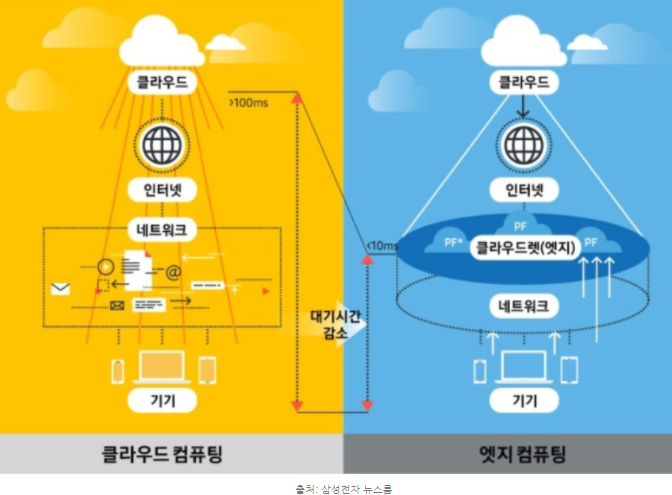 클라우드
>100ms
인터넷
네트워크
@
기기
클라우드 컴퓨팅
대기시간
감소
클라우드
인터넷
<10ms
PF*
PF
PF
클라우드렛(엣지)
네트워크
기기
엣지 컴퓨팅
출처: 삼성전자 뉴스룸